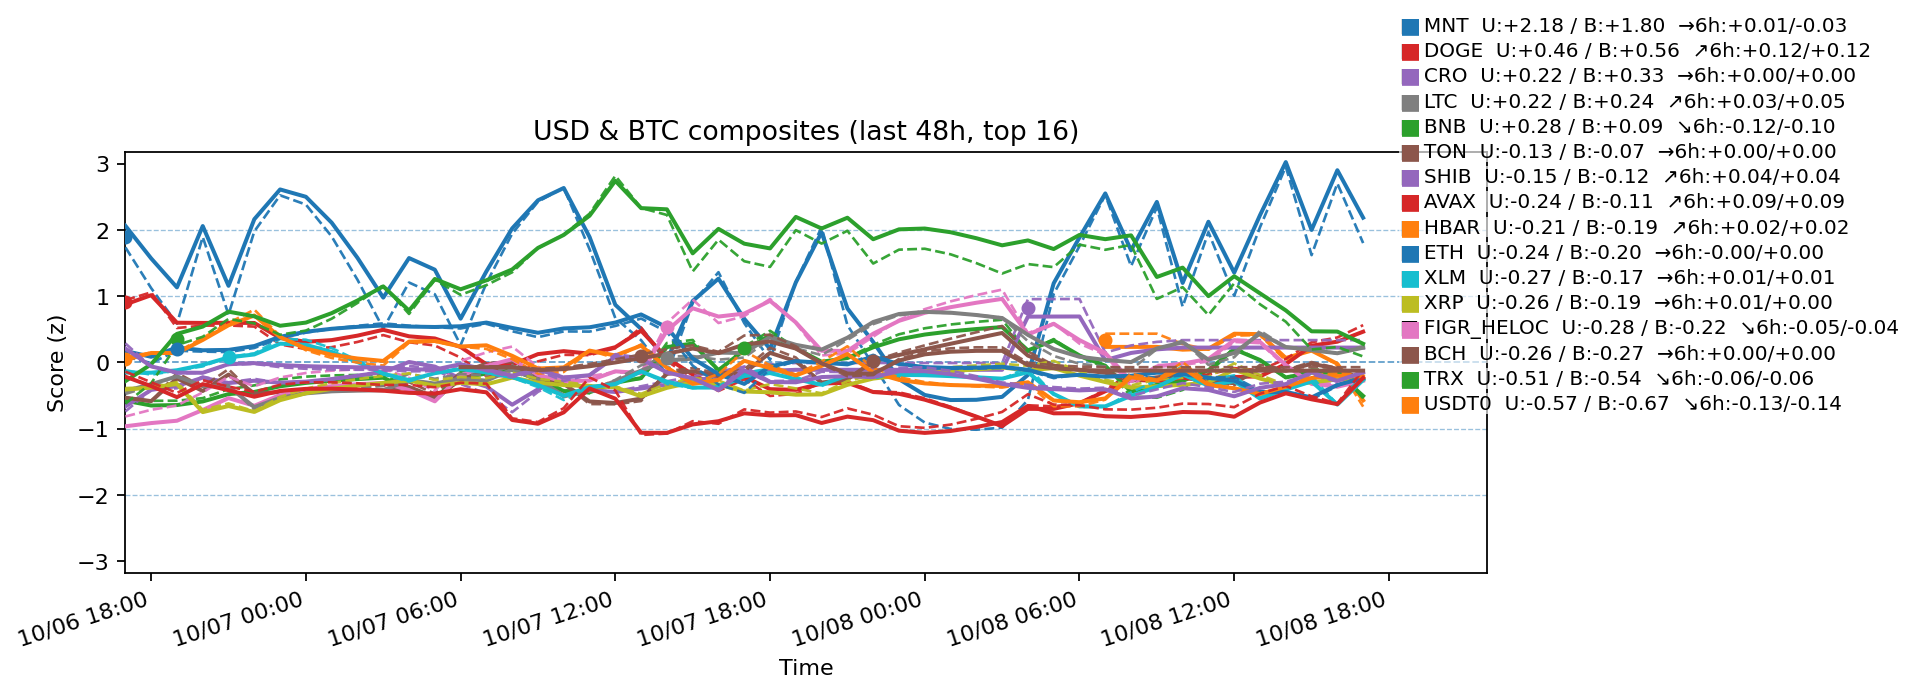 MNT U:+2.18 / B:+1.80 →6h:+0.01/-0.03
DOGE U:+0.46 / B:+0.56 ↗6h:+0.12/+0.12
CRO U:+0.22 / B:+0.33 →6h:+0.00/+0.00
LTC U:+0.22 / B:+0.24 ↗6h:+0.03/+0.05
BNB U:+0.28 / B:+0.09 ↘6h:-0.12/-0.10
TON U:-0.13 / B:-0.07 →6h:+0.00/+0.00
SHIB U:-0.15 / B:-0.12 ↗6h:+0.04/+0.04
AVAX U:-0.24 / B:-0.11 ↗6h:+0.09/+0.09
HBAR U:-0.21 / B:-0.19 ↗6h:+0.02/+0.02
ETH U:-0.24 / B:-0.20 →6h:-0.00/+0.00
XLM U:-0.27 / B:-0.17 →6h:+0.01/+0.01
XRP U:-0.26 / B:-0.19 →6h:+0.01/+0.00
FIGR_HELOC U:-0.28 / B:-0.22 ↘6h:-0.05/-0.04
BCH U:-0.26 / B:-0.27 →6h:+0.00/+0.00
TRX U:-0.51 / B:-0.54 ↘6h:-0.06/-0.06
USDT0 U:-0.57 / B:-0.67 ↘6h:-0.13/-0.14
USD & BTC composites (last 48h, top 16)
Score (z)
3
2
1
0
−1
−2
−3
10/06 18:00
10/07 00:00
10/07 06:00
10/07 12:00
10/07 18:00
10/08 00:00
10/08 06:00
10/08 12:00
10/08 18:00
Time